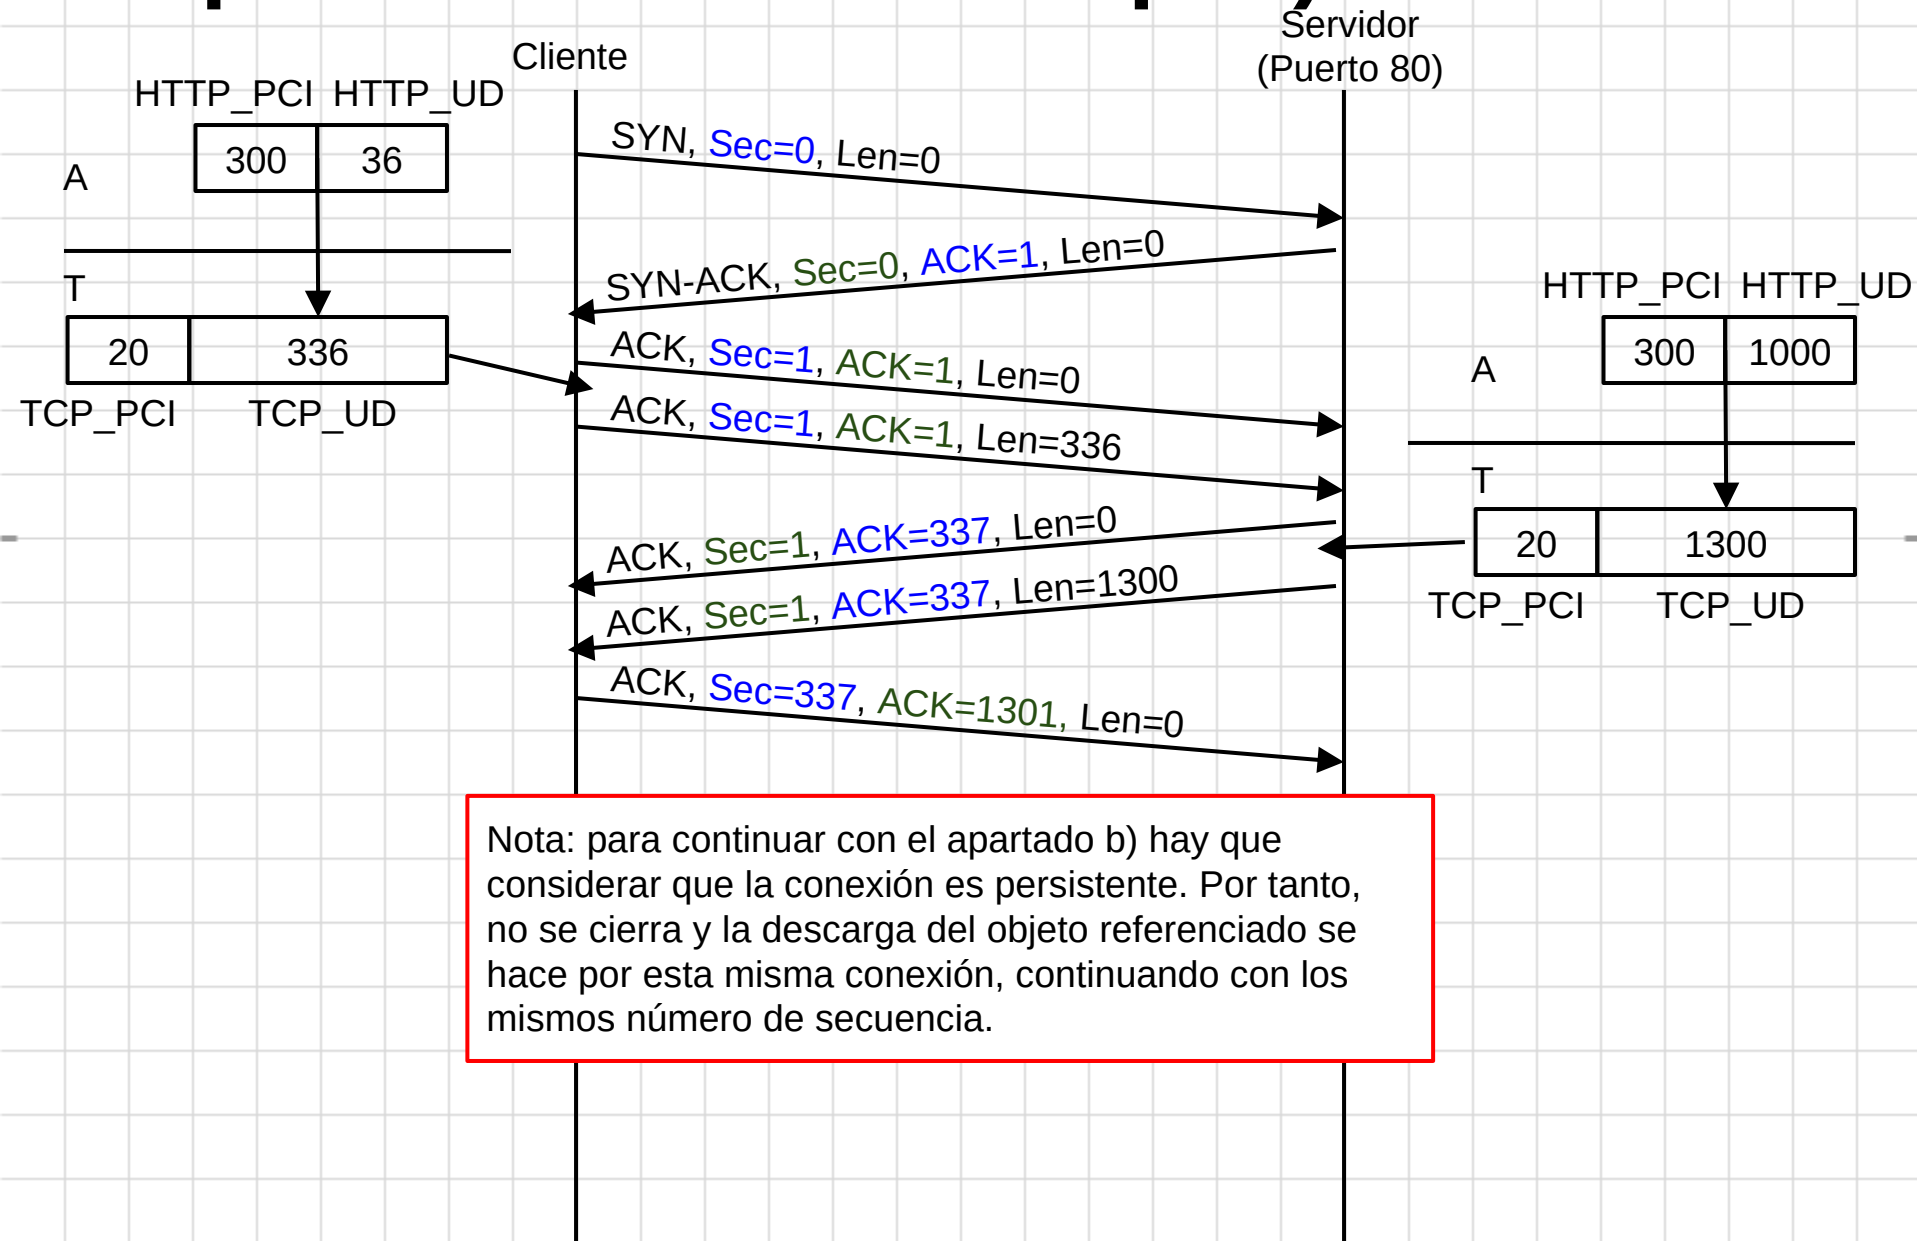 Servidor
(Puerto 80)
Cliente
HTTP_PCI HTTP_UD
300 36
A
T
20 336
TCP_PCI TCP_UD
SYN, Sec=0, Len=0
SYN-ACK, Sec=0, ACK=1, Len=0
ACK, Sec=1, ACK=1, Len=0
ACK, Sec=1, ACK=1, Len=336
ACK, Sec=1, ACK=337, Len=0
ACK, Sec=1, ACK=337, Len=1300
ACK, Sec=337, ACK=1301, Len=0
HTTP_PCI HTTP_UD
300 1000
A
T
20 1300
TCP_PCI TCP_UD
Nota: para continuar con el apartado b) hay que
considerar que la conexión es persistente. Por tanto,
no se cierra y la descarga del objeto referenciado se
hace por esta misma conexión, continuando con los
mismos número de secuencia.